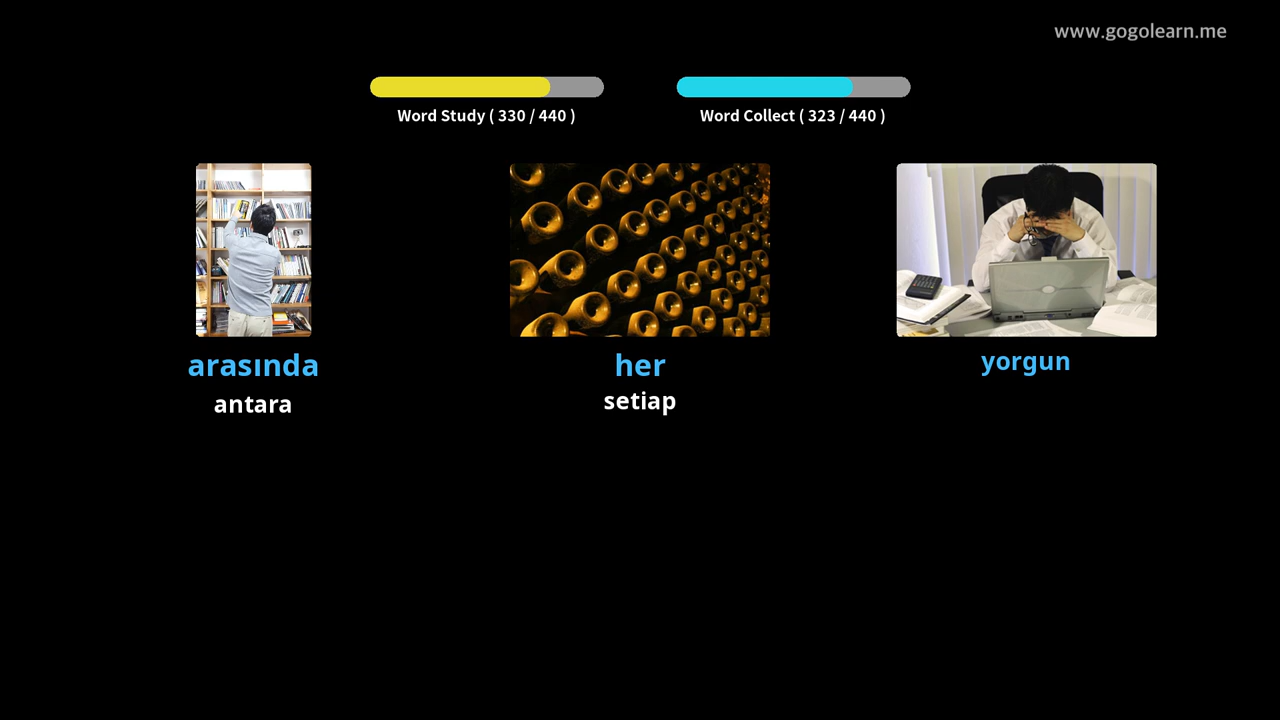 www.gogolearn.me
Word Study ( 330 / 440 )
Word Collect ( 323 / 440 )
arasında
antara
her
setiap
yorgun